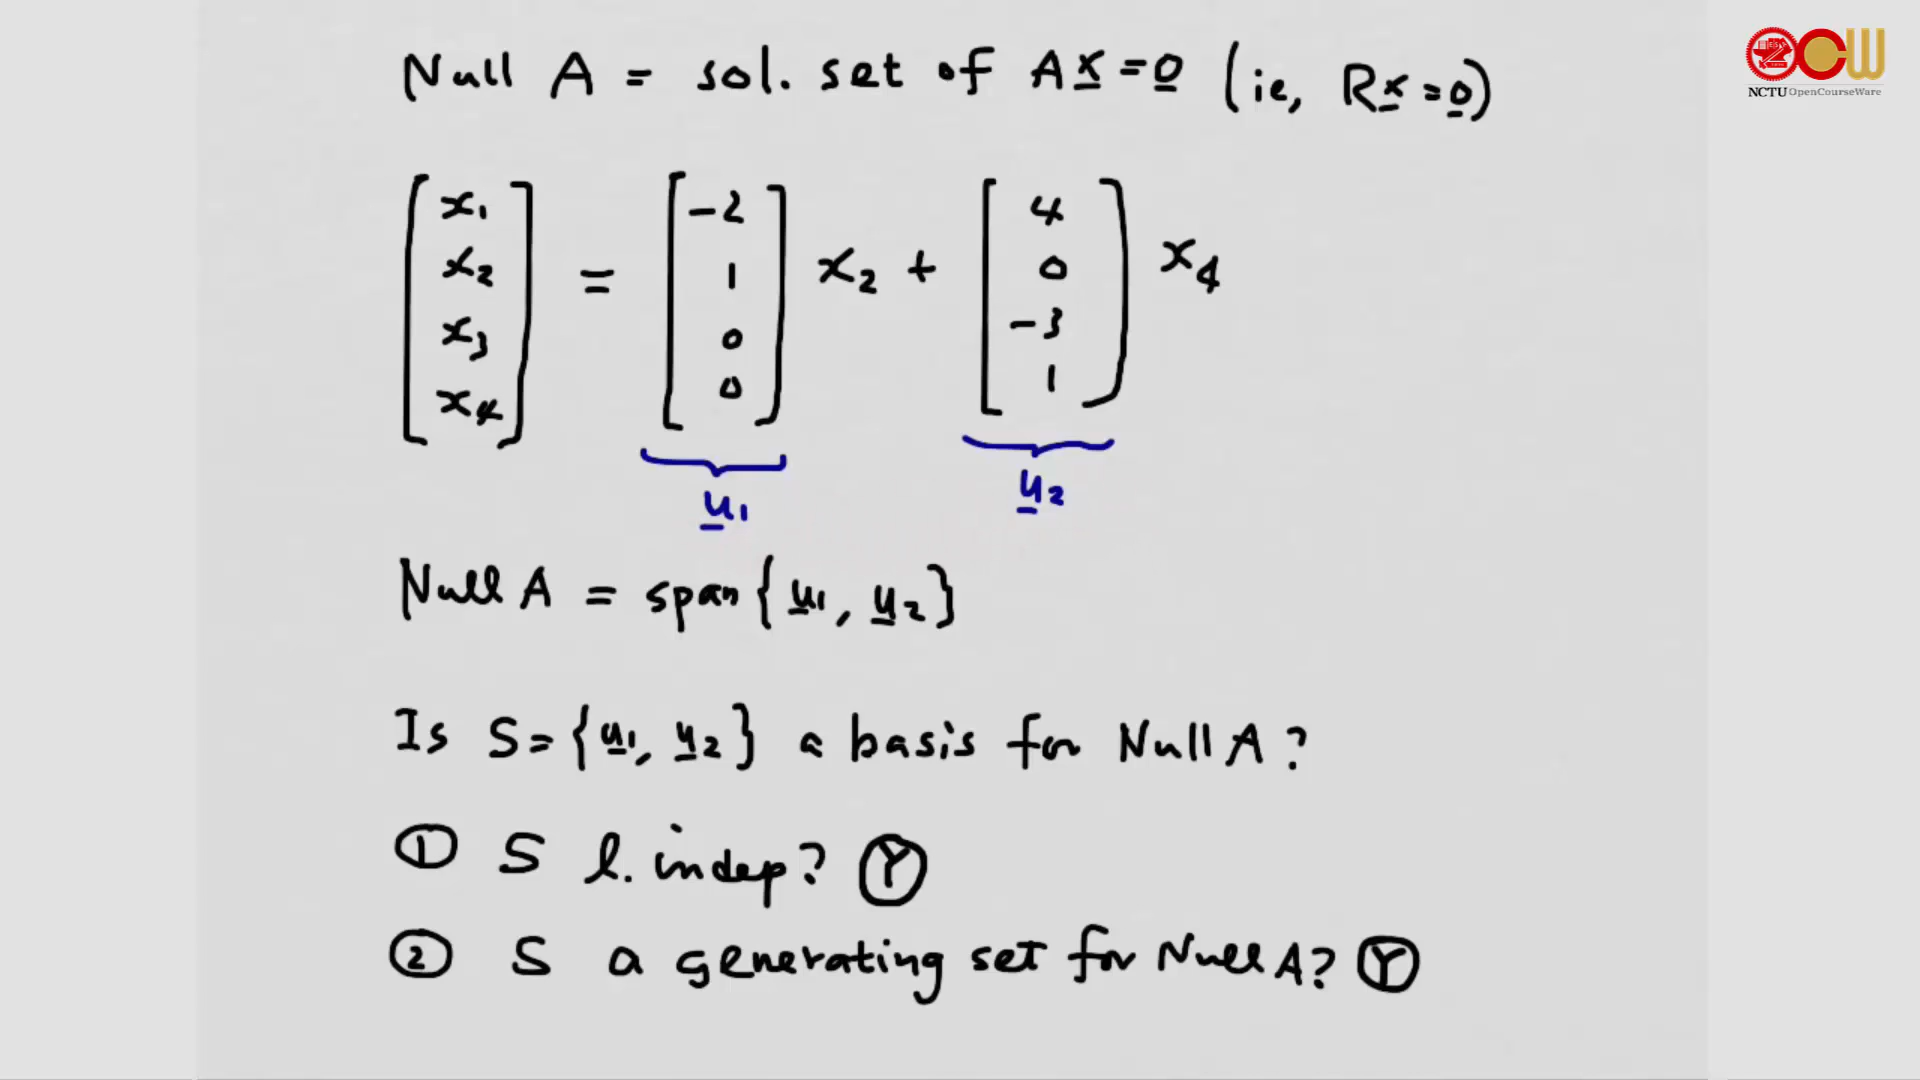 Null A = sol. set of Ax = 0 (ie, Rx = 0)
OCW
NCTU OpenCourseWare
[x1 x2 x3 x4] = [-2 1 0 0] x2 + [4 0 -3 1] x4
u1 u2
Null A = span {u1, u2}
Is S = {u1, u2} a basis for Null A?
① S l. indep? Ⓨ
② S a generating set for Null A? Ⓨ